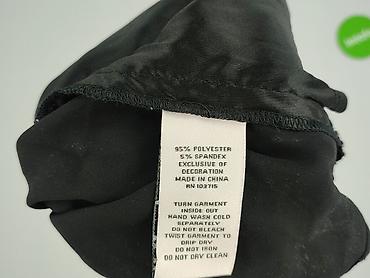 95% POLYESTER
5% SPANDEX
EXCLUSIVE OF
DECORATION
MADE IN CHINA
RN 103715
TURN GARMENT
INSIDE OUT
HAND WASH COLD
SEPARATELY
DO NOT BLEACH
TWIST GARMENT TO
DRIP DRY
DO NOT IRON
DO NOT DRY CLEAN